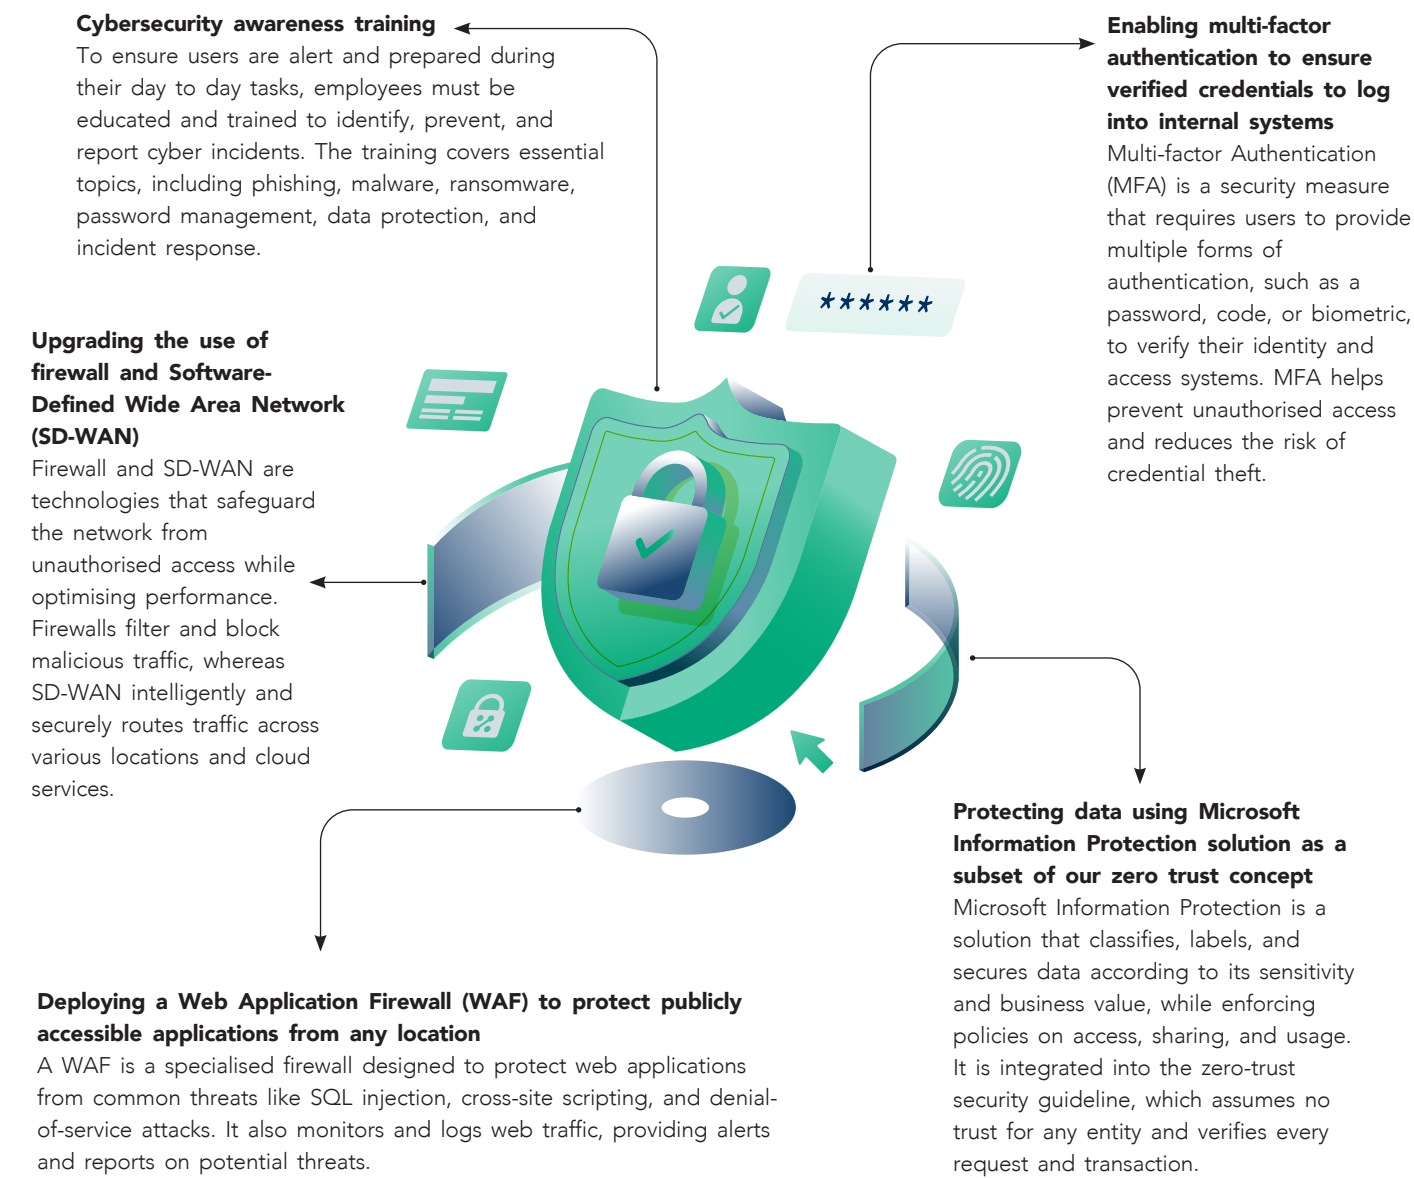 Cybersecurity awareness training
To ensure users are alert and prepared during
their day to day tasks, employees must be
educated and trained to identify, prevent, and
report cyber incidents. The training covers essential
topics, including phishing, malware, ransomware,
password management, data protection, and
incident response.
Enabling multi-factor
authentication to ensure
verified credentials to log
into internal systems
Multi-factor Authentication
(MFA) is a security measure
that requires users to provide
multiple forms of
authentication, such as a
password, code, or biometric,
to verify their identity and
access systems. MFA helps
prevent unauthorised access
and reduces the risk of
credential theft.
******
Upgrading the use of
firewall and Software-
Defined Wide Area Network
(SD-WAN)
Firewall and SD-WAN are
technologies that safeguard
the network from
unauthorised access while
optimising performance.
Firewalls filter and block
malicious traffic, whereas
SD-WAN intelligently and
securely routes traffic across
various locations and cloud
services.
Protecting data using Microsoft
Information Protection solution as a
subset of our zero trust concept
Microsoft Information Protection is a
solution that classifies, labels, and
secures data according to its sensitivity
and business value, while enforcing
policies on access, sharing, and usage.
It is integrated into the zero-trust
security guideline, which assumes no
trust for any entity and verifies every
request and transaction.
Deploying a Web Application Firewall (WAF) to protect publicly
accessible applications from any location
A WAF is a specialised firewall designed to protect web applications
from common threats like SQL injection, cross-site scripting, and denial-
of-service attacks. It also monitors and logs web traffic, providing alerts
and reports on potential threats.